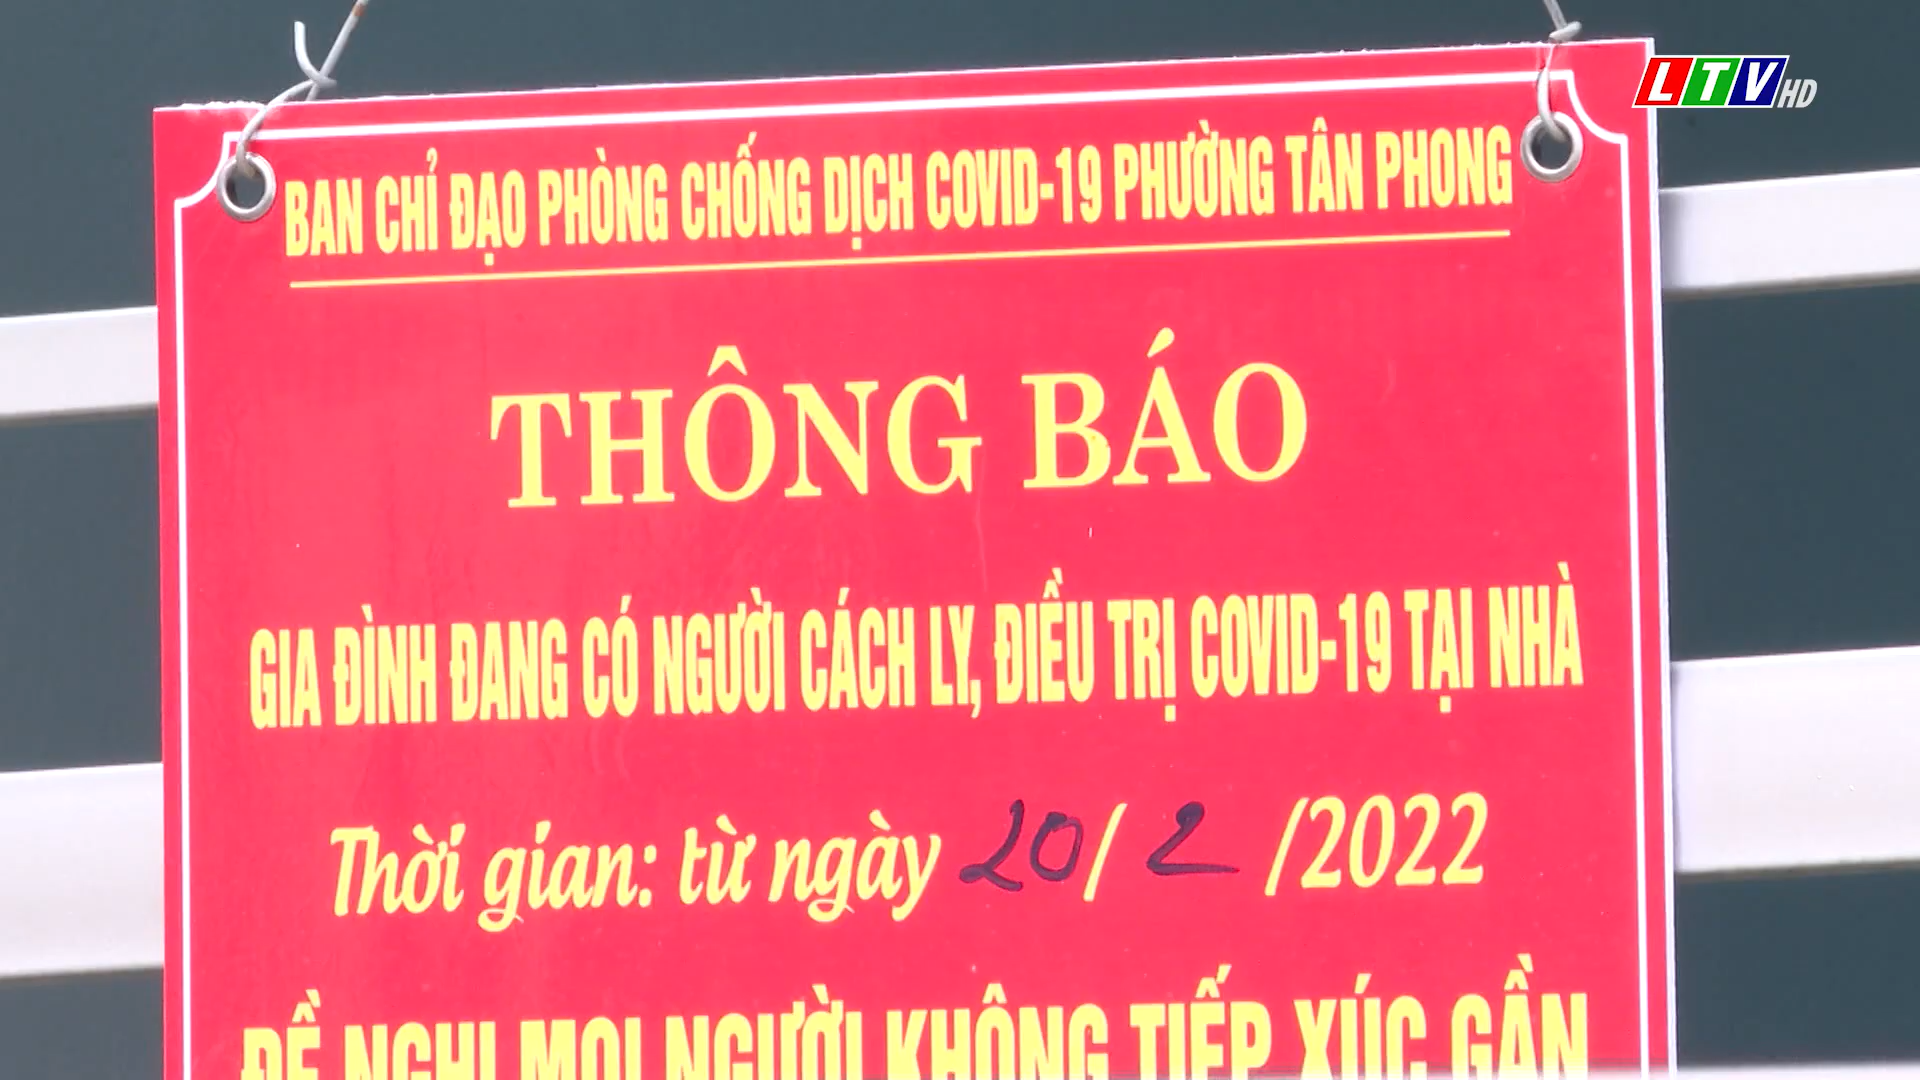 LTV HD
BAN CHỈ ĐẠO PHÒNG CHỐNG DỊCH COVID-19 PHƯỜNG TÂN PHONG
THÔNG BÁO
GIA ĐÌNH ĐANG CÓ NGƯỜI CÁCH LY, ĐIỀU TRỊ COVID-19 TẠI NHÀ
Thời gian: từ ngày 20/ 2 /2022
ĐỀ NGHỊ MỌI NGƯỜI KHÔNG TIẾP XÚC GẦN